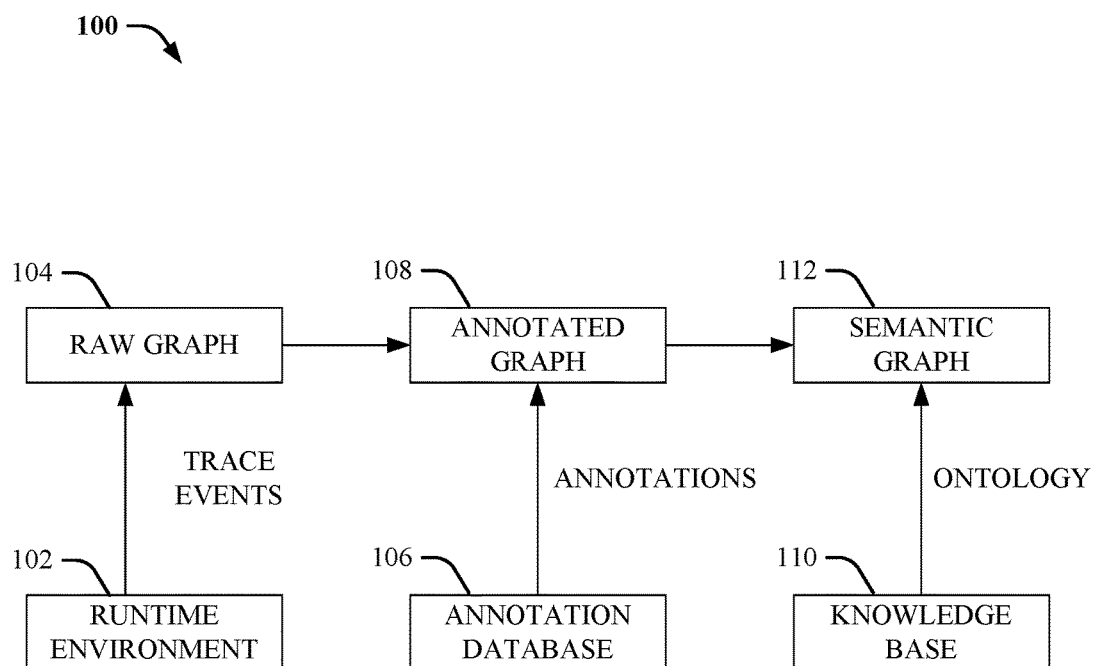 100
104
108
112
RAW GRAPH
ANNOTATED
GRAPH
SEMANTIC
GRAPH
TRACE
EVENTS
ANNOTATIONS
ONTOLOGY
102
106
110
RUNTIME
ENVIRONMENT
ANNOTATION
DATABASE
KNOWLEDGE
BASE